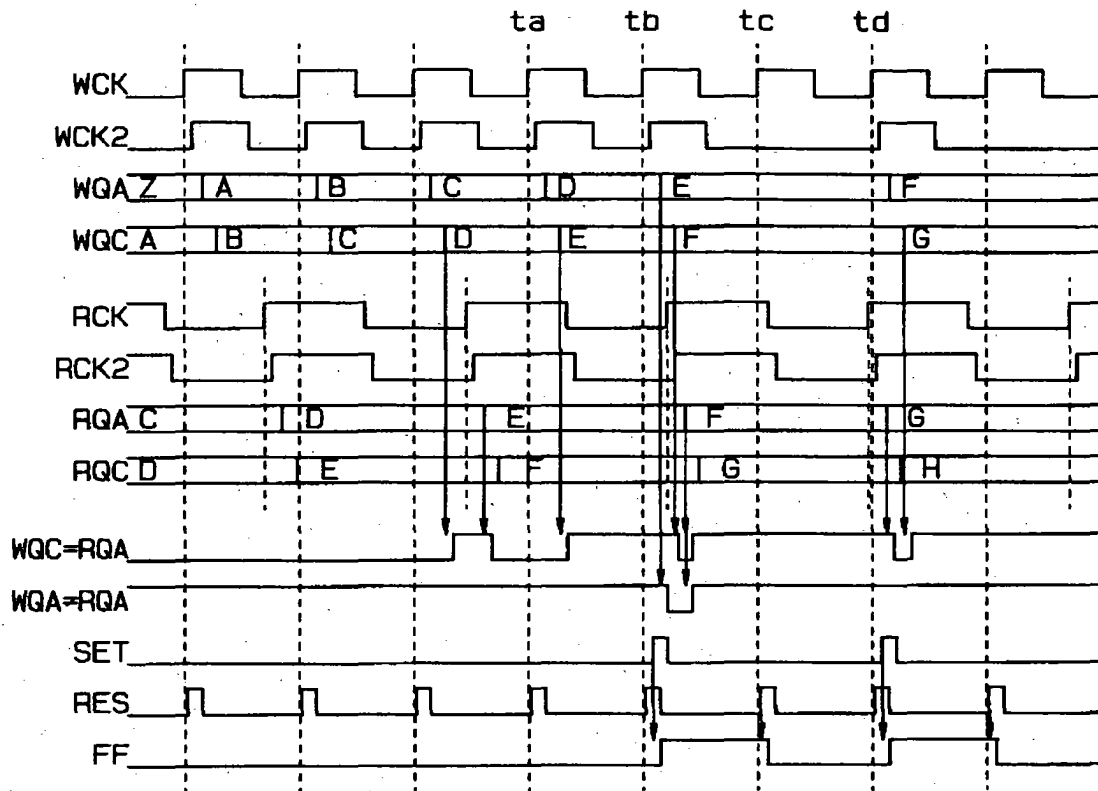 ta tb tc td
WCK
WCK2
WQA Z A B C D E F
WQC A B C D E F G
RCK
RCK2
RQA C D E F G
RQC D E F G H
WQC=RQA
WQA≠RQA
SET
RES
FF